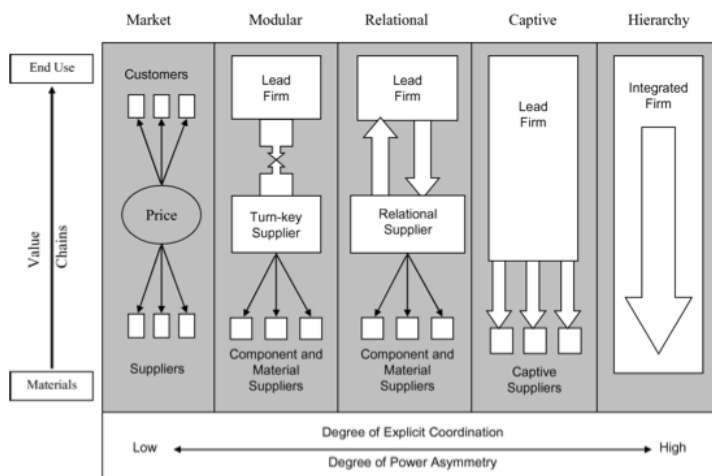 Market
Modular
Relational
Captive
Hierarchy
End Use
Value
Chains
Materials
Customers
Price
Suppliers
Lead
Firm
Turn-key
Supplier
Component and
Material
Suppliers
Lead
Firm
Relational
Supplier
Component and
Material
Suppliers
Lead
Firm
Captive
Suppliers
Integrated
Firm
Degree of Explicit Coordination
Low
High
Degree of Power Asymmetry